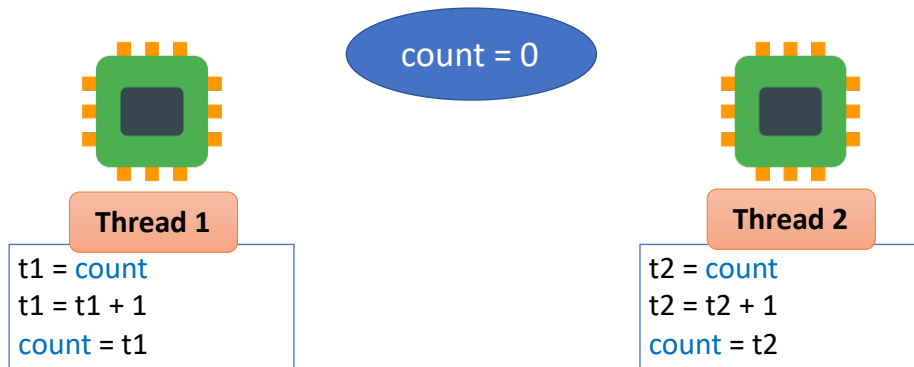 count = 0
Thread 1
t1 = count
t1 = t1 + 1
count = t1
Thread 2
t2 = count
t2 = t2 + 1
count = t2